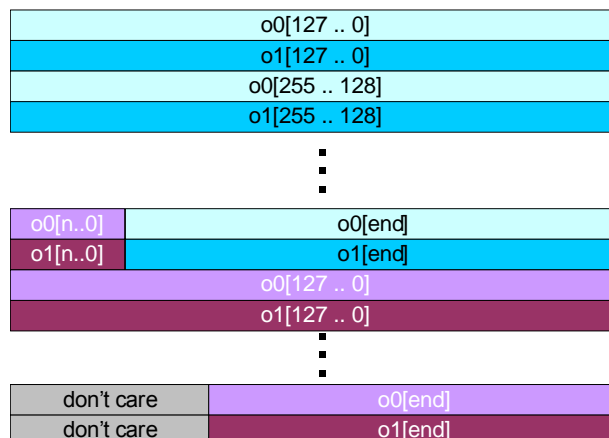 o0[127 .. 0]
o1[127 .. 0]
o0[255 .. 128]
o1[255 .. 128]
o0[n..0] o0[end]
o1[n..0] o1[end]
o0[127 .. 0]
o1[127 .. 0]
don't care o0[end]
don't care o1[end]